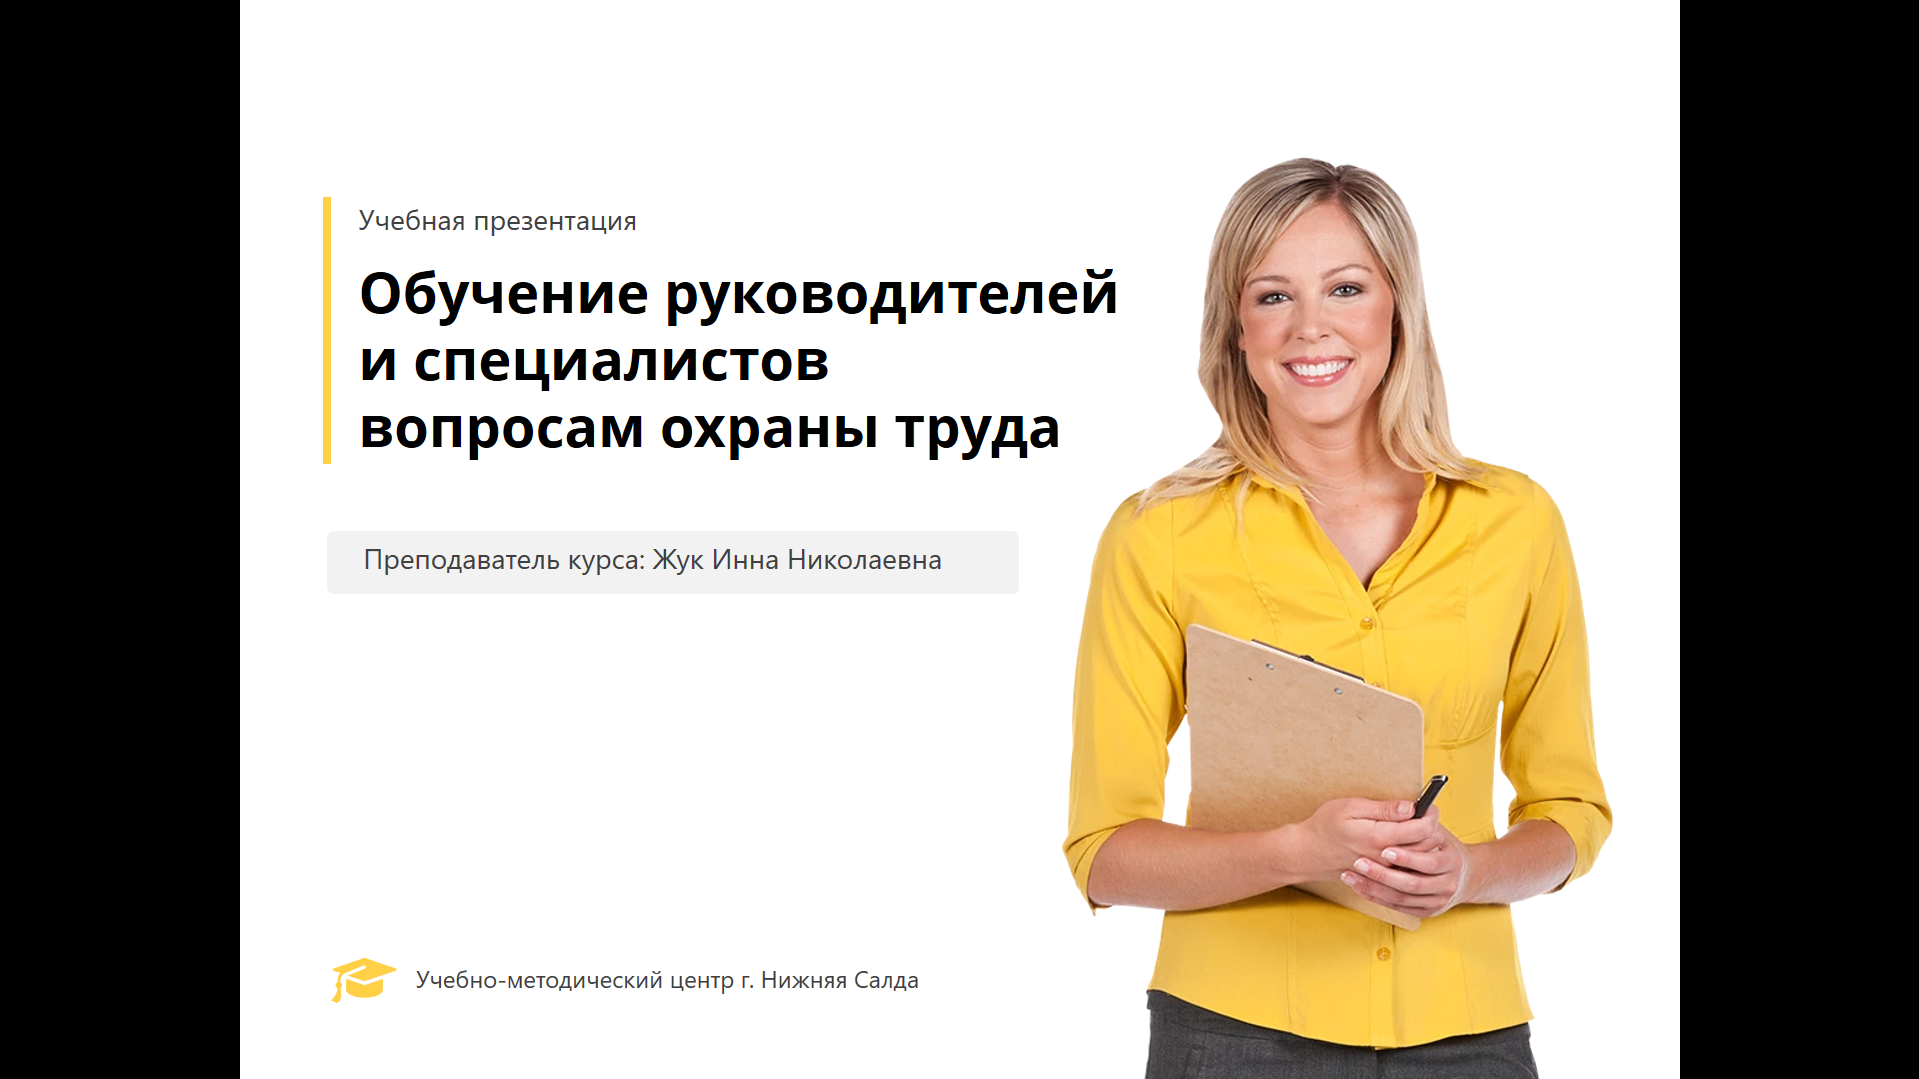 Учебная презентация
Обучение руководителей
и специалистов
вопросам охраны труда
Преподаватель курса: Жук Инна Николаевна
Учебно-методический центр г. Нижняя Салда